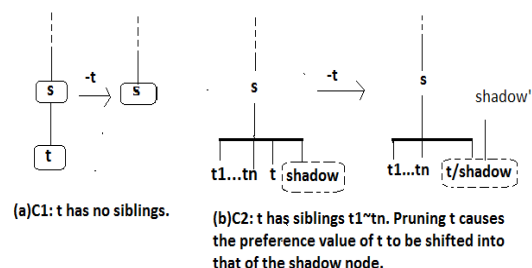 -t
s
s
t
(a)C1: t has no siblings.
-t
s
s
shadow'
t1...tn t shadow
t1...tn t/shadow
(b)C2: t has siblings t1~tn. Pruning t causes
the preference value of t to be shifted into
that of the shadow node.